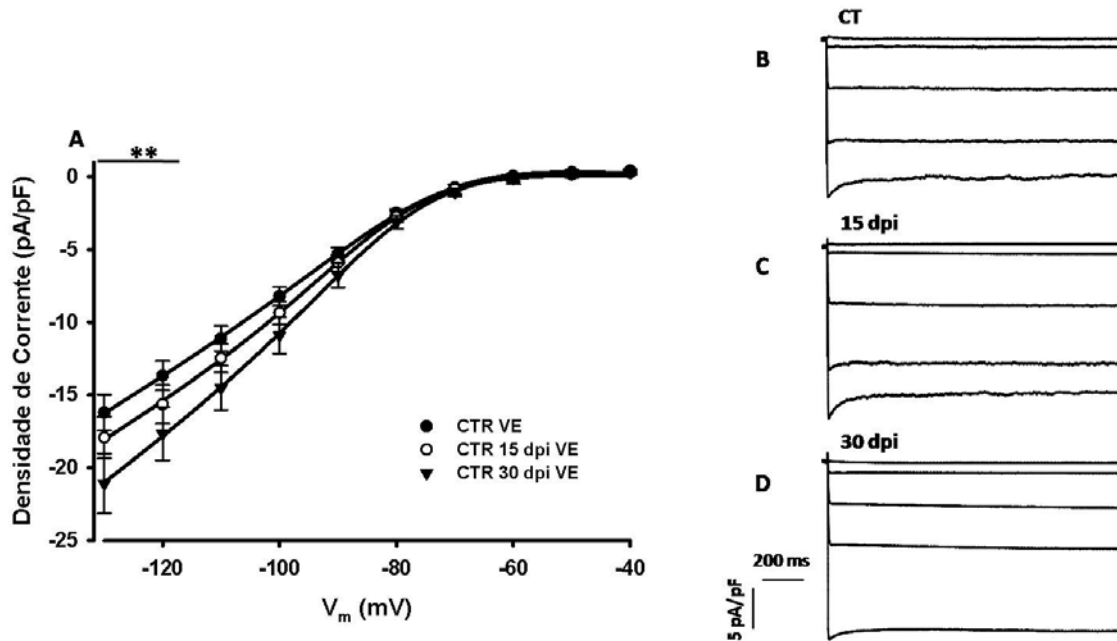 A
**
Densidade de Corrente (pA/pF)
0
-5
-10
-15
-20
-25
-120
-100
-80
-60
-40
Vm (mV)
CTR VE
CTR 15 dpi VE
CTR 30 dpi VE
CT
B
15 dpi
C
30 dpi
D
200 ms
5 pA/pF